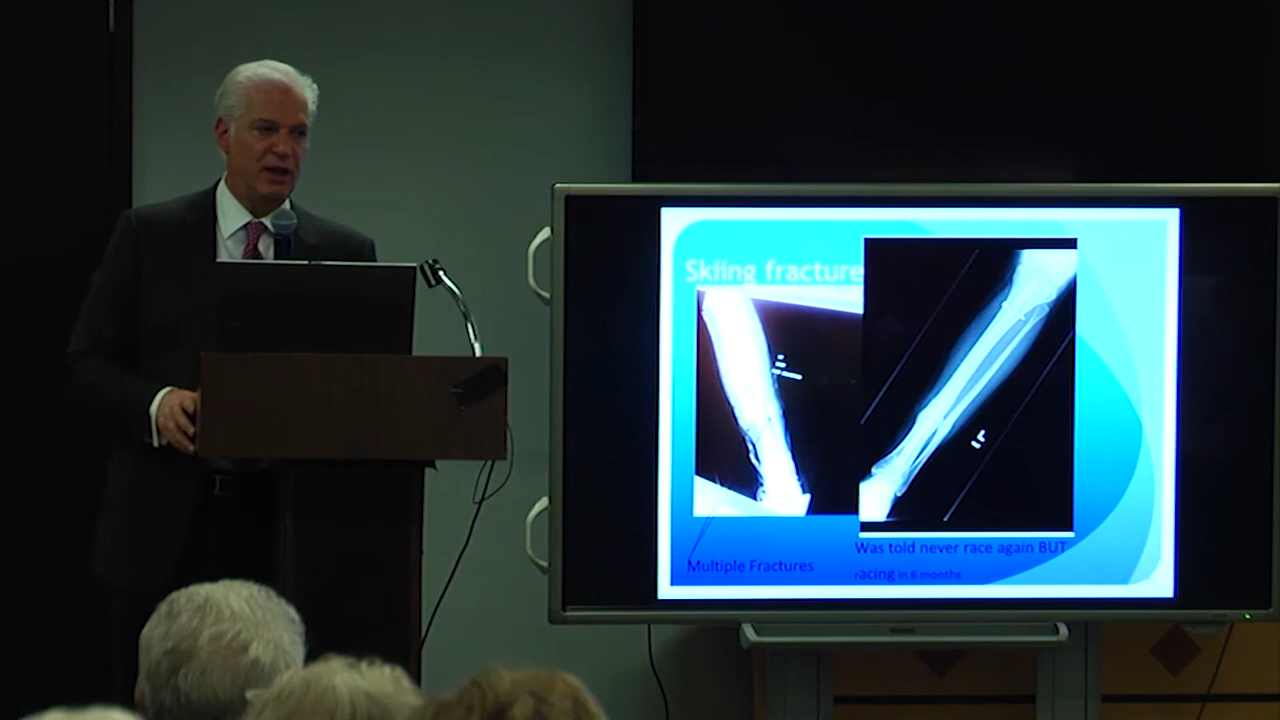 Skiing fracture
Multiple Fractures
Was told never race again BUT
racing in 6 months